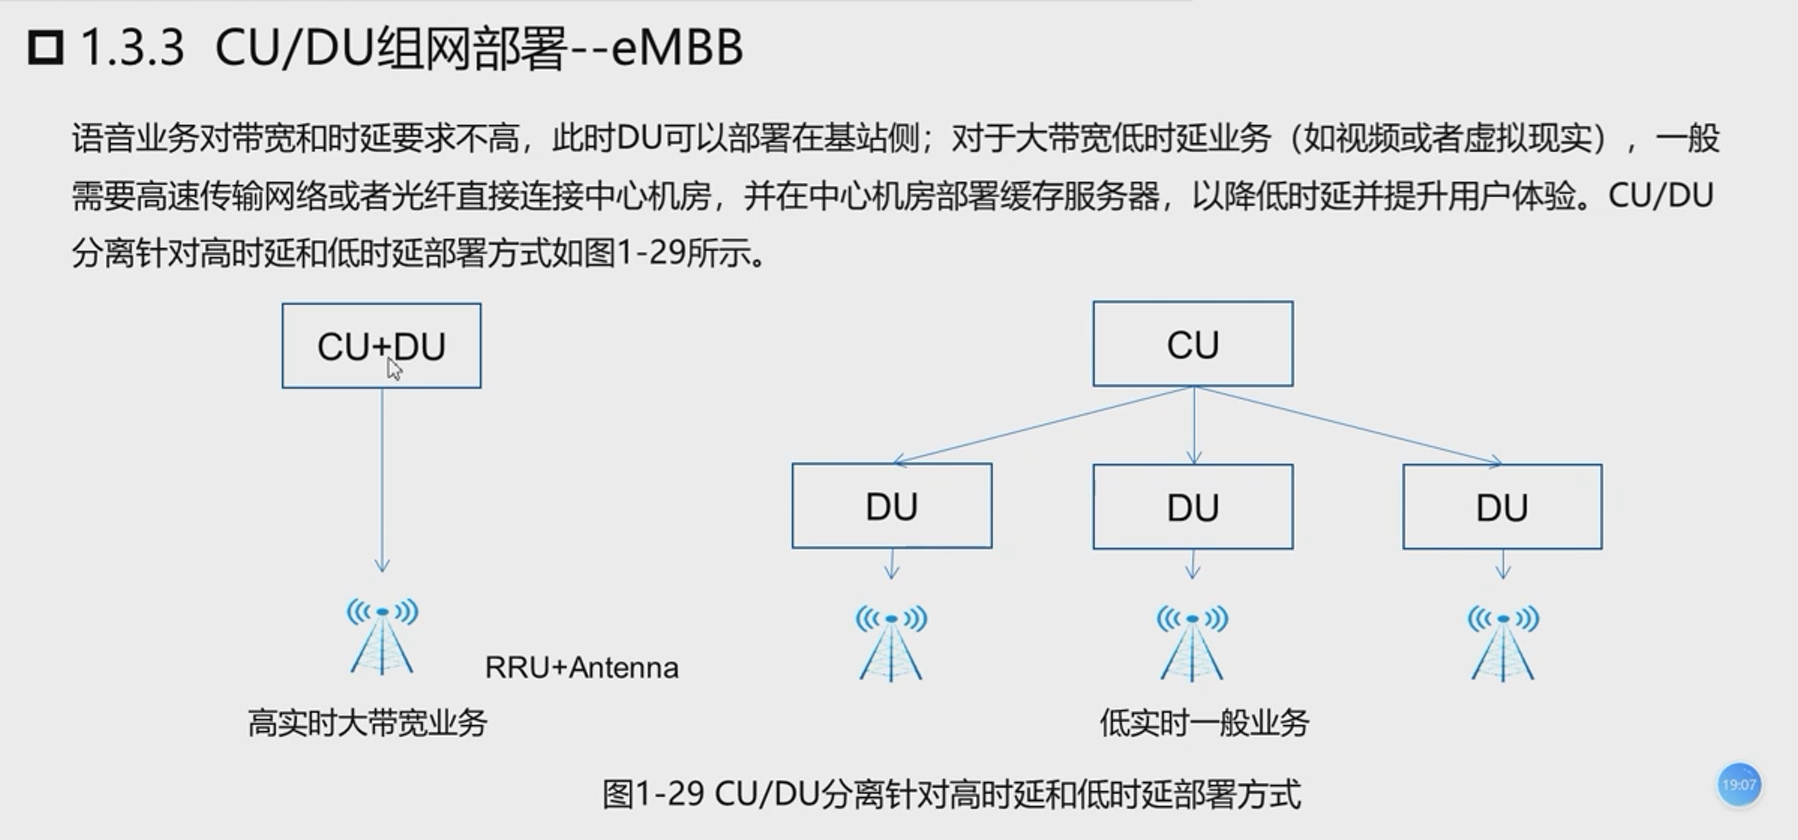 1.3.3 CU/DU组网部署--eMBB
语音业务对带宽和时延要求不高，此时DU可以部署在基站侧；对于大带宽低时延业务（如视频或者虚拟现实），一般
需要高速传输网络或者光纤直接连接中心机房，并在中心机房部署缓存服务器，以降低时延并提升用户体验。CU/DU
分离针对高时延和低时延部署方式如图1-29所示。
CU+DU
CU
DU
DU
DU
RRU+Antenna
高实时大带宽业务
低实时一般业务
图1-29 CU/DU分离针对高时延和低时延部署方式
19:07